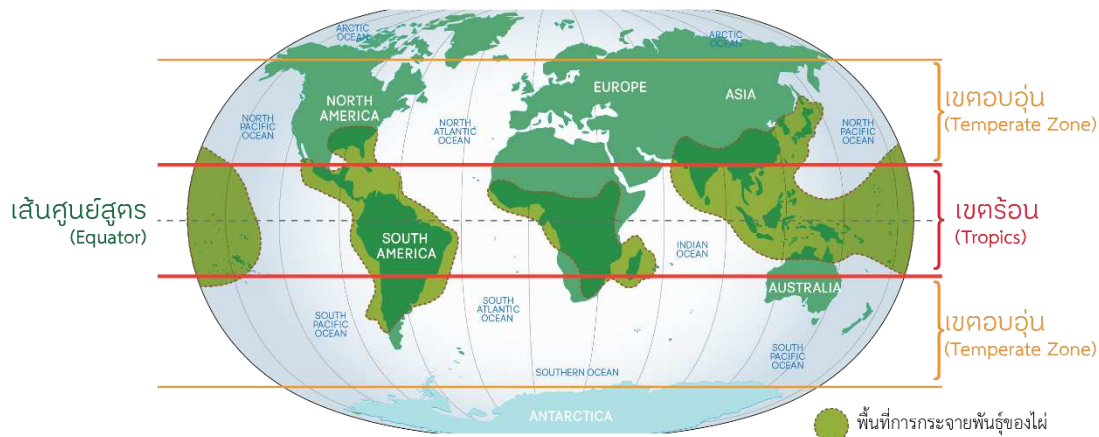 ARCTIC
OCEAN
ARCTIC
OCEAN
NORTH
AMERICA
EUROPE
ASIA
NORTH
PACIFIC
OCEAN
NORTH
ATLANTIC
OCEAN
NORTH
PACIFIC
OCEAN
เขตอบอุ่น
(Temperate Zone)
เส้นศูนย์สูตร
(Equator)
SOUTH
AMERICA
INDIAN
OCEAN
เขตร้อน
(Tropics)
AUSTRALIA
SOUTH
PACIFIC
OCEAN
SOUTH
ATLANTIC
OCEAN
SOUTH
PACIFIC
OCEAN
เขตอบอุ่น
(Temperate Zone)
SOUTHERN OCEAN
ANTARCTICA
พื้นที่การกระจายพันธุ์ของไผ่